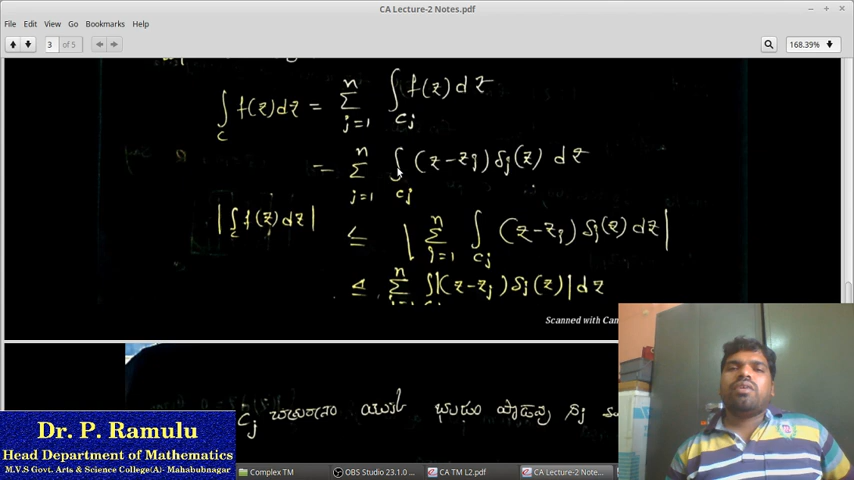 CA Lecture-2 Notes.pdf
File Edit View Go Bookmarks Help
3 of 5 168.39%
∫_C f(z)dz = Σ_{j=1}^{n} ∫_{C_j} f(z)dz
= Σ_{j=1}^{n} ∫_{C_j} (z-z_j) δ_j(z) dz
|∫_C f(z)dz| ≤ |Σ_{j=1}^{n} ∫_{C_j} (z-z_j) δ_j(z)dz|
≤ Σ_{j=1}^{n} ∫|(z-z_j) δ_j(z)|dz
Scanned with Cam
C_j
Dr. P. Ramulu
Head Department of Mathematics
M.V.S Govt. Arts & Science College(A)- Mahabubnagar
Complex TM OBS Studio 23.1.0 ... CA TM L2.pdf CA Lecture-2 Note...